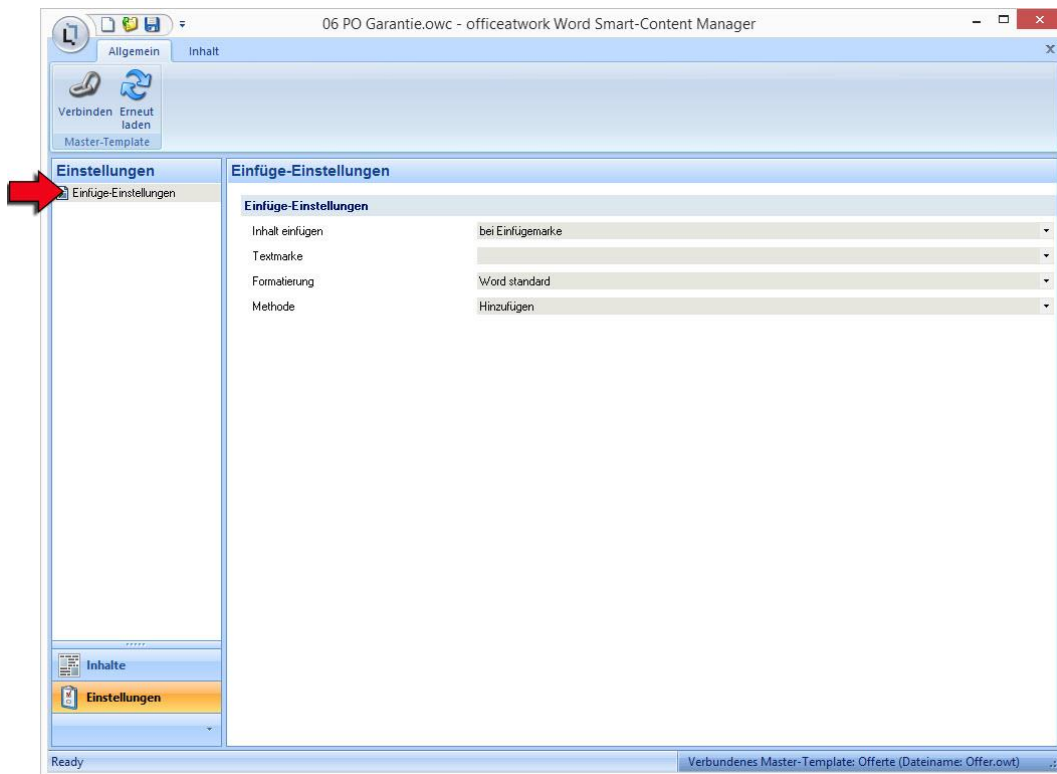 06 PO Garantie.owc - officeatwork Word Smart-Content Manager
Allgemein Inhalt
Verbinden Erneut laden
Master-Template
Einstellungen
Einfüge-Einstellungen
Einfüge-Einstellungen
Einfüge-Einstellungen
Inhalt einfügen bei Einfügemarke
Textmarke
Formatierung Word standard
Methode Hinzufügen
Inhalte
Einstellungen
Ready Verbundenes Master-Template: Offerte (Dateiname: Offer.owt)